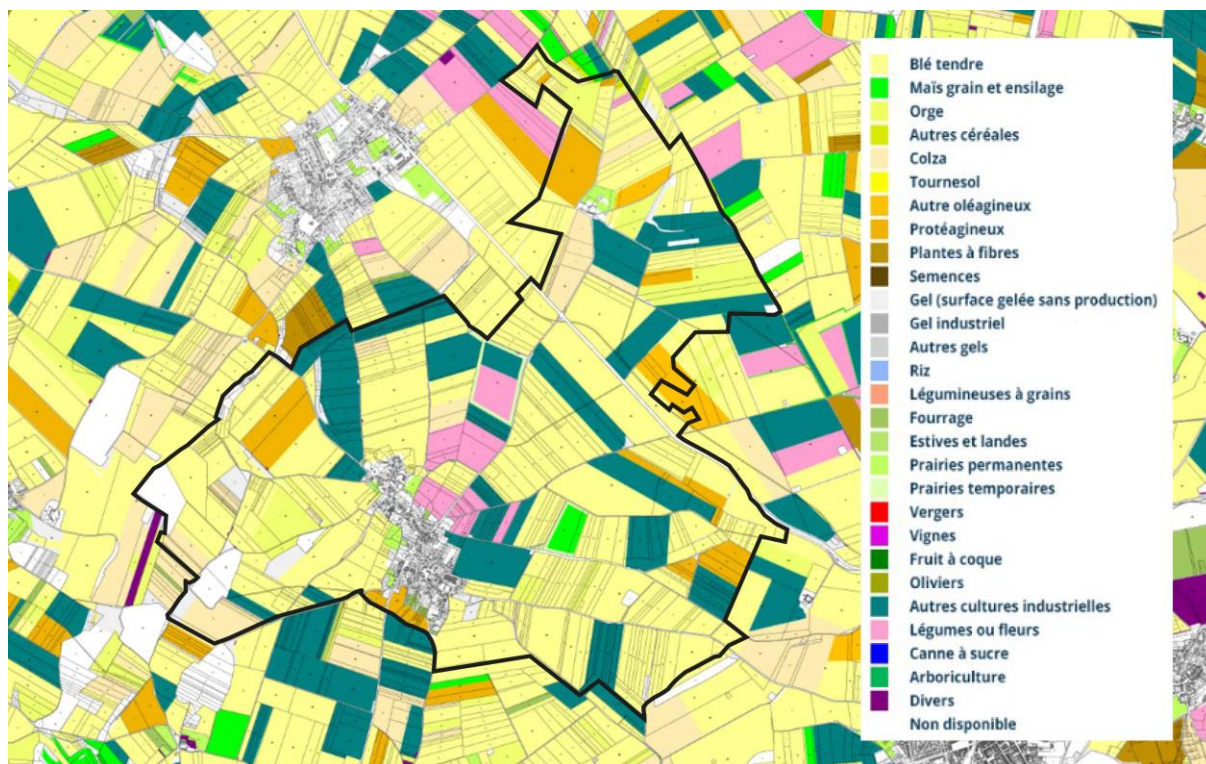 Blé tendre
Maïs grain et ensilage
Orge
Autres céréales
Colza
Tournesol
Autre oléagineux
Protéagineux
Plantes à fibres
Semences
Gel (surface gelée sans production)
Gel industriel
Autres gels
Riz
Légumineuses à grains
Fourrage
Estives et landes
Prairies permanentes
Prairies temporaires
Vergers
Vignes
Fruit à coque
Oliviers
Autres cultures industrielles
Légumes ou fleurs
Canne à sucre
Arboriculture
Divers
Non disponible